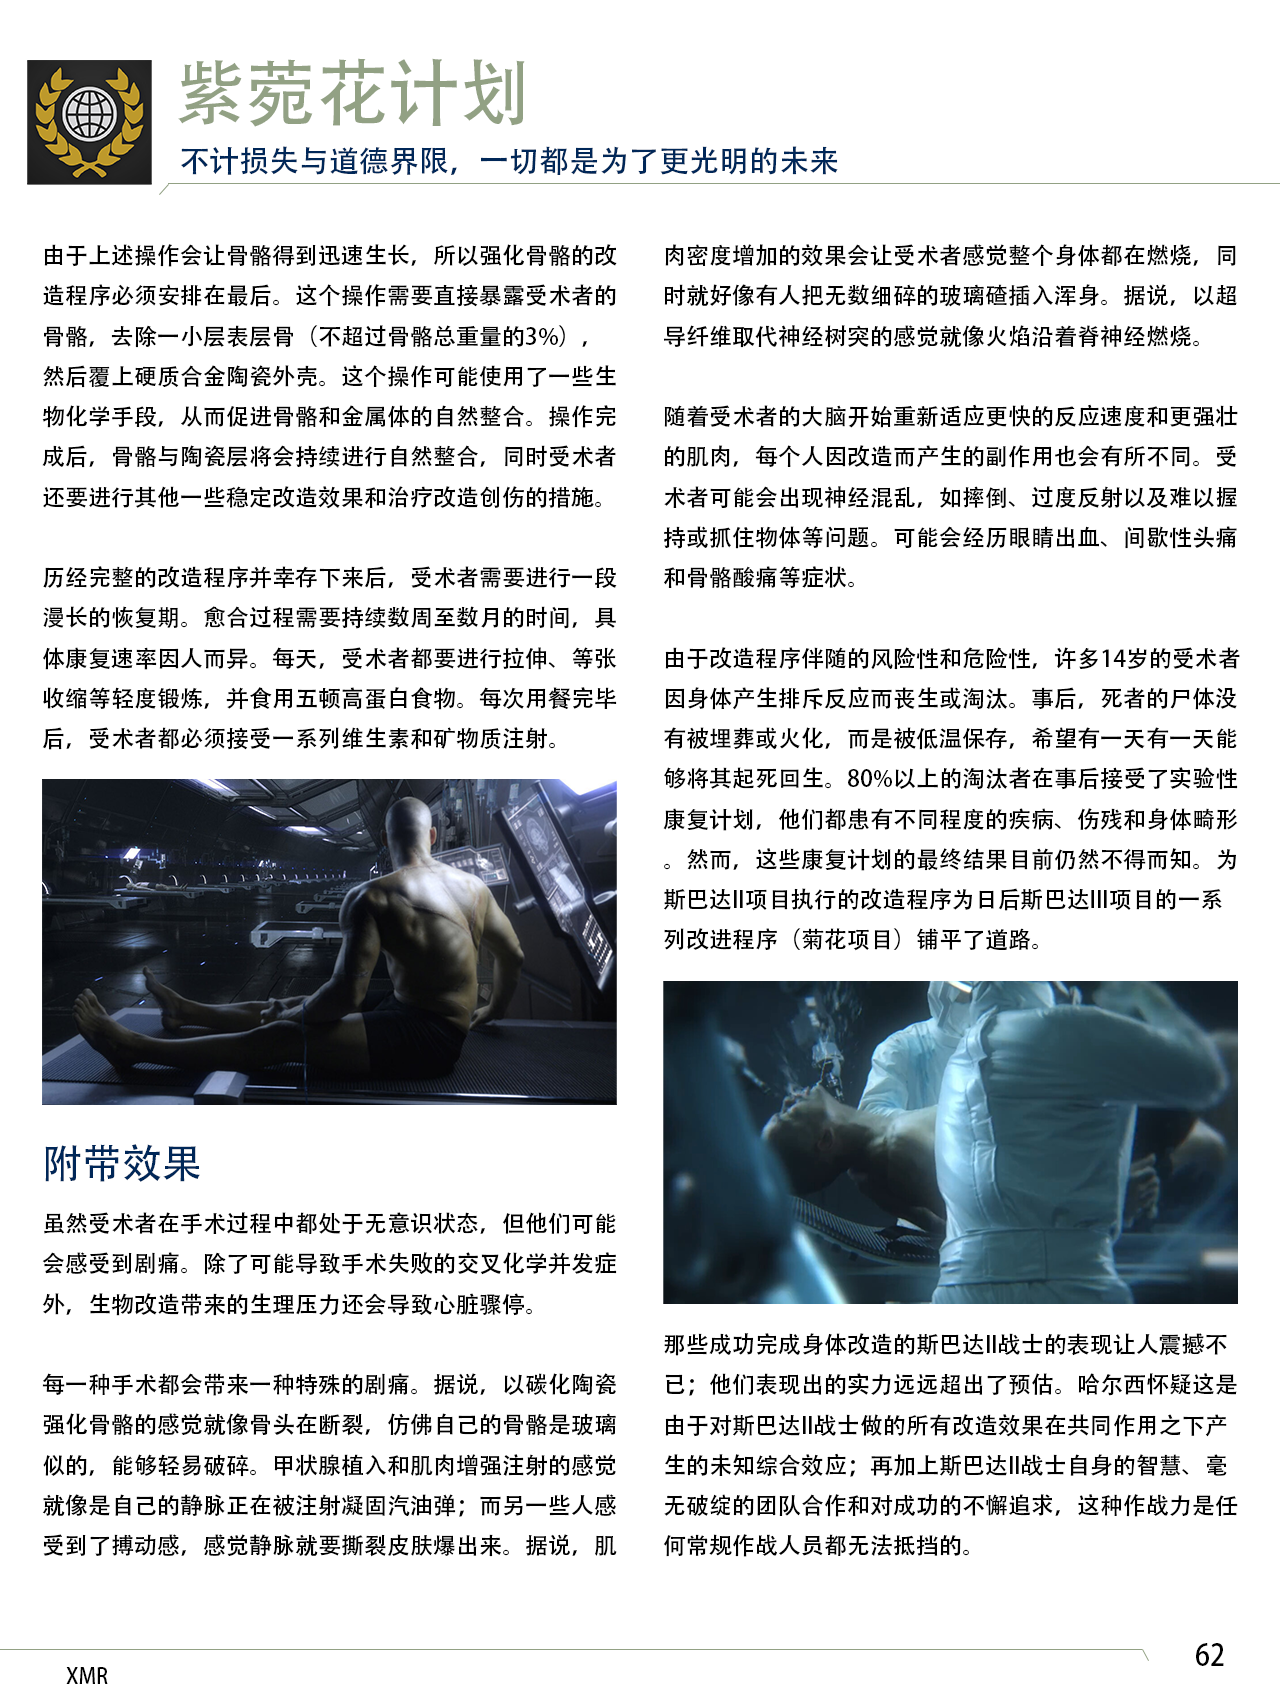 紫菀花计划
不计损失与道德界限，一切都是为了更光明的未来
由于上述操作会让骨骼得到迅速生长，所以强化骨骼的改
造程序必须安排在最后。这个操作需要直接暴露受术者的
骨骼，去除一小层表层骨（不超过骨骼总重量的3%），
然后覆上硬质合金陶瓷外壳。这个操作可能使用了一些生
物化学手段，从而促进骨骼和金属体的自然整合。操作完
成后，骨骼与陶瓷层将会持续进行自然整合，同时受术者
还要进行其他一些稳定改造效果和治疗改造创伤的措施。
历经完整的改造程序并幸存下来后，受术者需要进行一段
漫长的恢复期。愈合过程需要持续数周至数月的时间，具
体康复速率因人而异。每天，受术者都要进行拉伸、等张
收缩等轻度锻炼，并食用五顿高蛋白食物。每次用餐完毕
后，受术者都必须接受一系列维生素和矿物质注射。
附带效果
虽然受术者在手术过程中都处于无意识状态，但他们可能
会感受到剧痛。除了可能导致手术失败的交叉化学并发症
外，生物改造带来的生理压力还会导致心脏骤停。
每一种手术都会带来一种特殊的剧痛。据说，以碳化陶瓷
强化骨骼的感觉就像骨头在断裂，仿佛自己的骨骼是玻璃
似的，能够轻易破碎。甲状腺植入和肌肉增强注射的感觉
就像是自己的静脉正在被注射凝固汽油弹；而另一些人感
受到了搏动感，感觉静脉就要撕裂皮肤爆出来。据说，肌
肉密度增加的效果会让受术者感觉整个身体都在燃烧，同
时就好像有人把无数细碎的玻璃碴插入浑身。据说，以超
导纤维取代神经树突的感觉就像火焰沿着脊神经燃烧。
随着受术者的大脑开始重新适应更快的反应速度和更强壮
的肌肉，每个人因改造而产生的副作用也会有所不同。受
术者可能会出现神经混乱，如摔倒、过度反射以及难以握
持或抓住物体等问题。可能会经历眼睛出血、间歇性头痛
和骨骼酸痛等症状。
由于改造程序伴随的风险性和危险性，许多14岁的受术者
因身体产生排斥反应而丧生或淘汰。事后，死者的尸体没
有被埋葬或火化，而是被低温保存，希望有一天有一天能
够将其起死回生。80%以上的淘汰者在事后接受了实验性
康复计划，他们都患有不同程度的疾病、伤残和身体畸形
。然而，这些康复计划的最终结果目前仍然不得而知。为
斯巴达II项目执行的改造程序为日后斯巴达III项目的一系
列改进程序（菊花项目）铺平了道路。
那些成功完成身体改造的斯巴达II战士的表现让人震撼不
已；他们表现出的实力远远超出了预估。哈尔西怀疑这是
由于对斯巴达II战士做的所有改造效果在共同作用之下产
生的未知综合效应；再加上斯巴达II战士自身的智慧、毫
无破绽的团队合作和对成功的不懈追求，这种作战力是任
何常规作战人员都无法抵挡的。
62
XMR